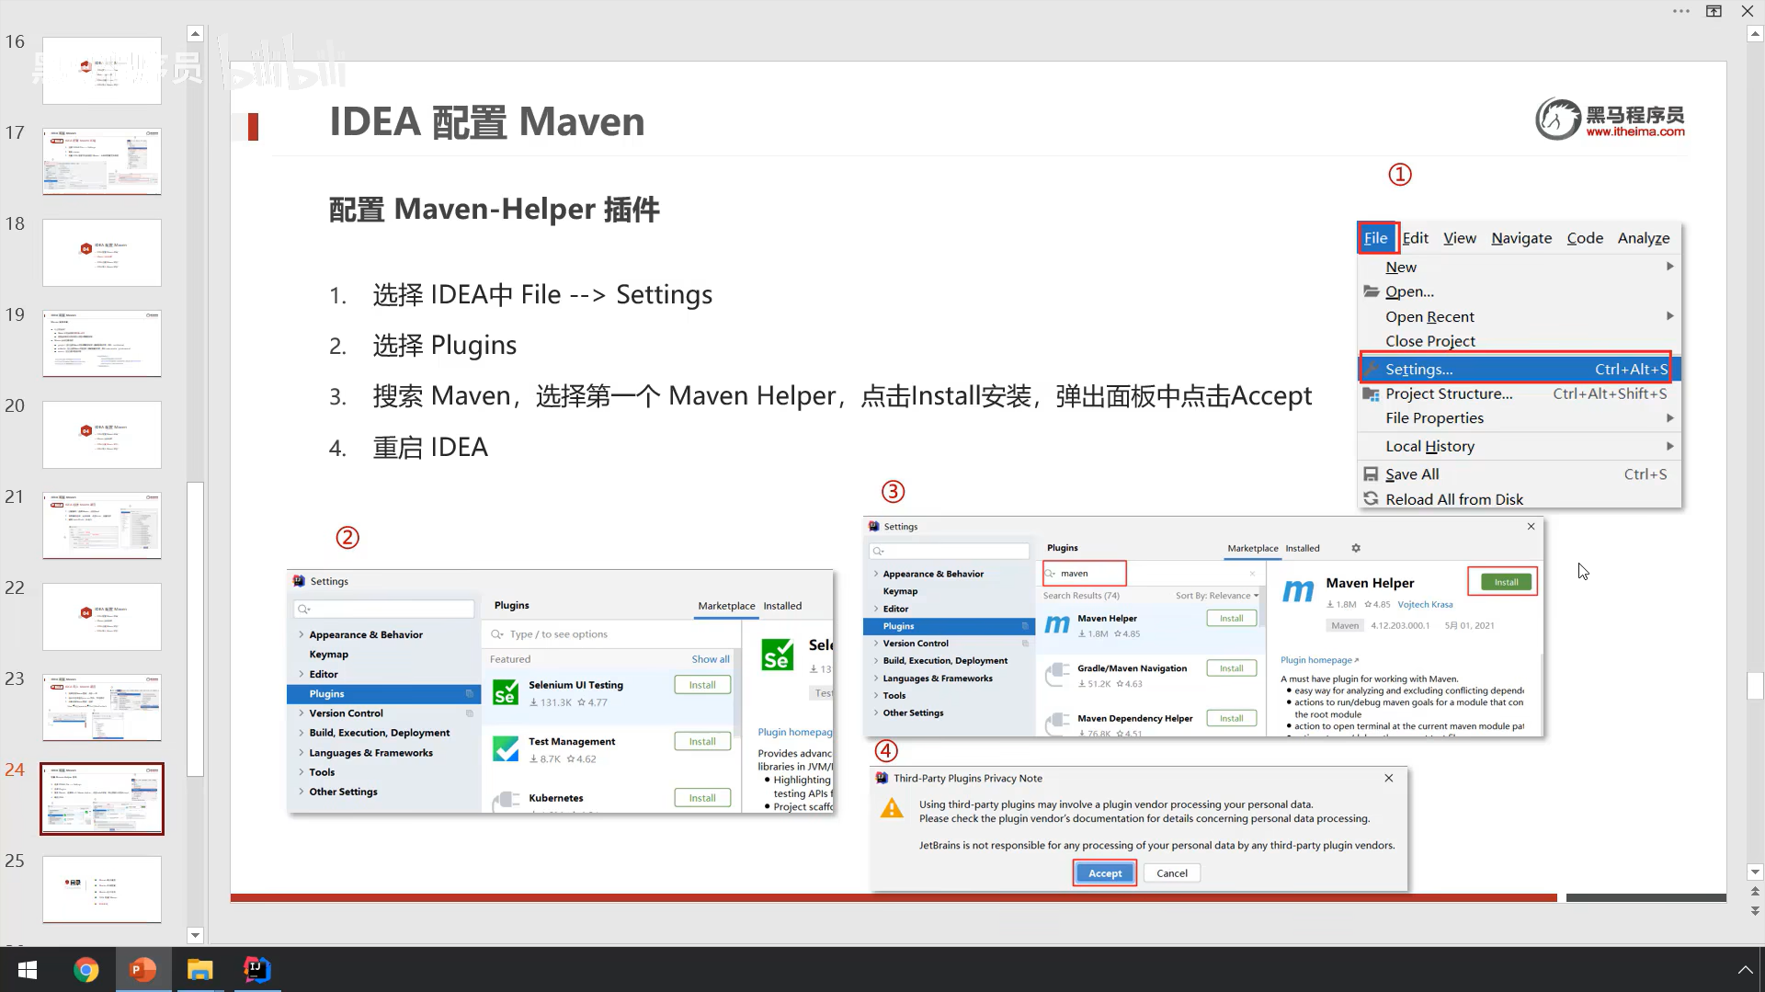 16
17
18
19
20
21
22
23
24
25
bilibili
IDEA 配置 Maven
黑马程序员
www.itheima.com
配置 Maven-Helper 插件
1. 选择 IDEA中 File --> Settings
2. 选择 Plugins
3. 搜索 Maven，选择第一个 Maven Helper，点击Install安装，弹出面板中点击Accept
4. 重启 IDEA
①
File Edit View Navigate Code Analyze
New
Open...
Open Recent
Close Project
Settings... Ctrl+Alt+S
Project Structure... Ctrl+Alt+Shift+S
File Properties
Local History
Save All Ctrl+S
Reload All from Disk
②
Settings
Plugins Marketplace Installed
Type / to see options
Appearance & Behavior
Keymap
Editor
Plugins
Version Control
Build, Execution, Deployment
Languages & Frameworks
Tools
Other Settings
Featured Show all
Selenium UI Testing Install
131.3K 4.77
Test Management Install
8.7K 4.62
Kubernetes Install
Sele
13
Test
Plugin homepag
Provides advanc
libraries in JVM/
• Highlighting
testing APIs f
• Project scaff
③
Settings
Plugins Marketplace Installed
maven
Appearance & Behavior
Keymap
Editor
Plugins
Version Control
Build, Execution, Deployment
Languages & Frameworks
Tools
Other Settings
Search Results (74) Sort By: Relevance
Maven Helper Install
1.8M 4.85
Gradle/Maven Navigation Install
51.2K 4.63
Maven Dependency Helper Install
76.8K 4.51
Maven Helper Install
1.8M 4.85 Vojtech Krasa
Maven 4.12.203.000.1 5月 01, 2021
Plugin homepage
A must have plugin for working with Maven.
• easy way for analyzing and excluding conflicting depende
• actions to run/debug maven goals for a module that con
the root module
• action to open terminal at the current maven module pat
④
Third-Party Plugins Privacy Note
Using third-party plugins may involve a plugin vendor processing your personal data.
Please check the plugin vendor's documentation for details concerning personal data processing.
JetBrains is not responsible for any processing of your personal data by any third-party plugin vendors.
Accept Cancel